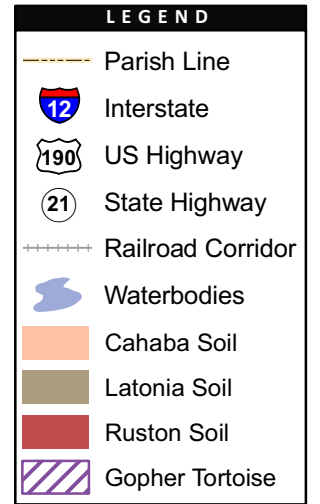 LEGEND
Parish Line
12 Interstate
190 US Highway
21 State Highway
Railroad Corridor
Waterbodies
Cahaba Soil
Latonia Soil
Ruston Soil
Gopher Tortoise